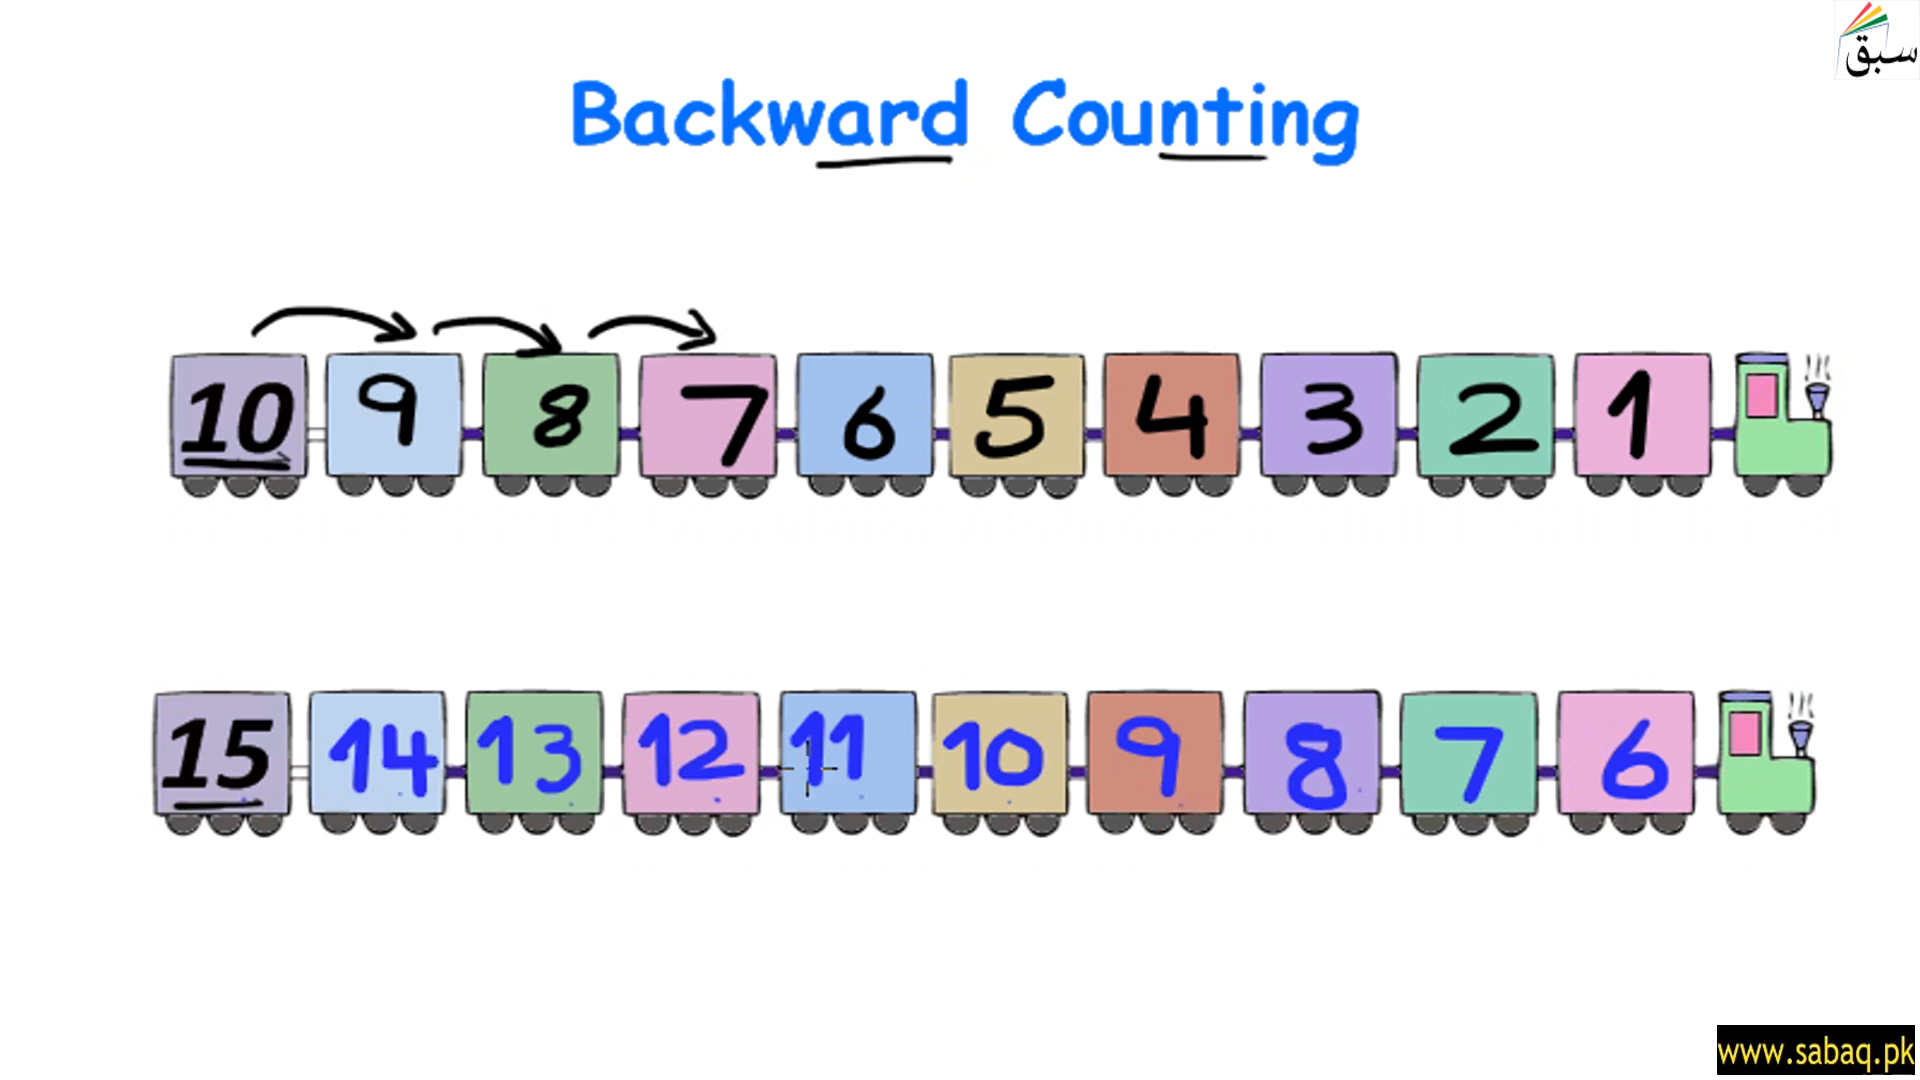 سبق
Backward Counting
10 9 8 7 6 5 4 3 2 1
15 14 13 12 11 10 9 8 7 6
www.sabaq.pk